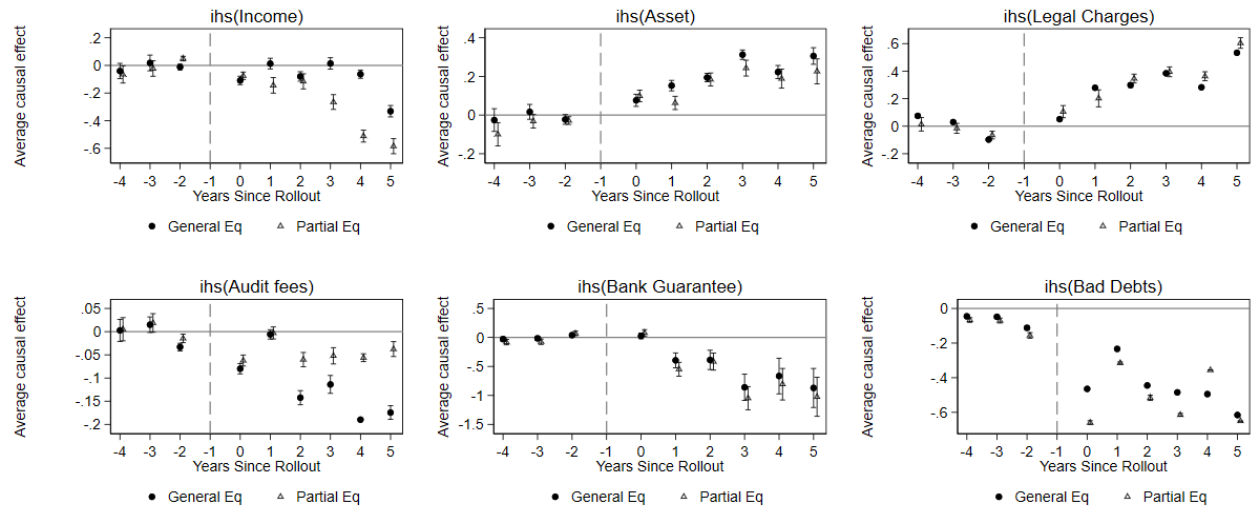 ihs(Income)
Average causal effect
.2
0
-.2
-.4
-.6
-4 -3 -2 -1 0 1 2 3 4 5
Years Since Rollout
General Eq Partial Eq
ihs(Asset)
Average causal effect
.4
.2
0
-.2
-4 -3 -2 -1 0 1 2 3 4 5
Years Since Rollout
General Eq Partial Eq
ihs(Legal Charges)
Average causal effect
.6
.4
.2
0
-.2
-4 -3 -2 -1 0 1 2 3 4 5
Years Since Rollout
General Eq Partial Eq
ihs(Audit fees)
Average causal effect
.05
0
-.05
-.1
-.15
-.2
-4 -3 -2 -1 0 1 2 3 4 5
Years Since Rollout
General Eq Partial Eq
ihs(Bank Guarantee)
Average causal effect
.5
0
-.5
-1
-1.5
-4 -3 -2 -1 0 1 2 3 4 5
Years Since Rollout
General Eq Partial Eq
ihs(Bad Debts)
Average causal effect
0
-.2
-.4
-.6
-4 -3 -2 -1 0 1 2 3 4 5
Years Since Rollout
General Eq Partial Eq